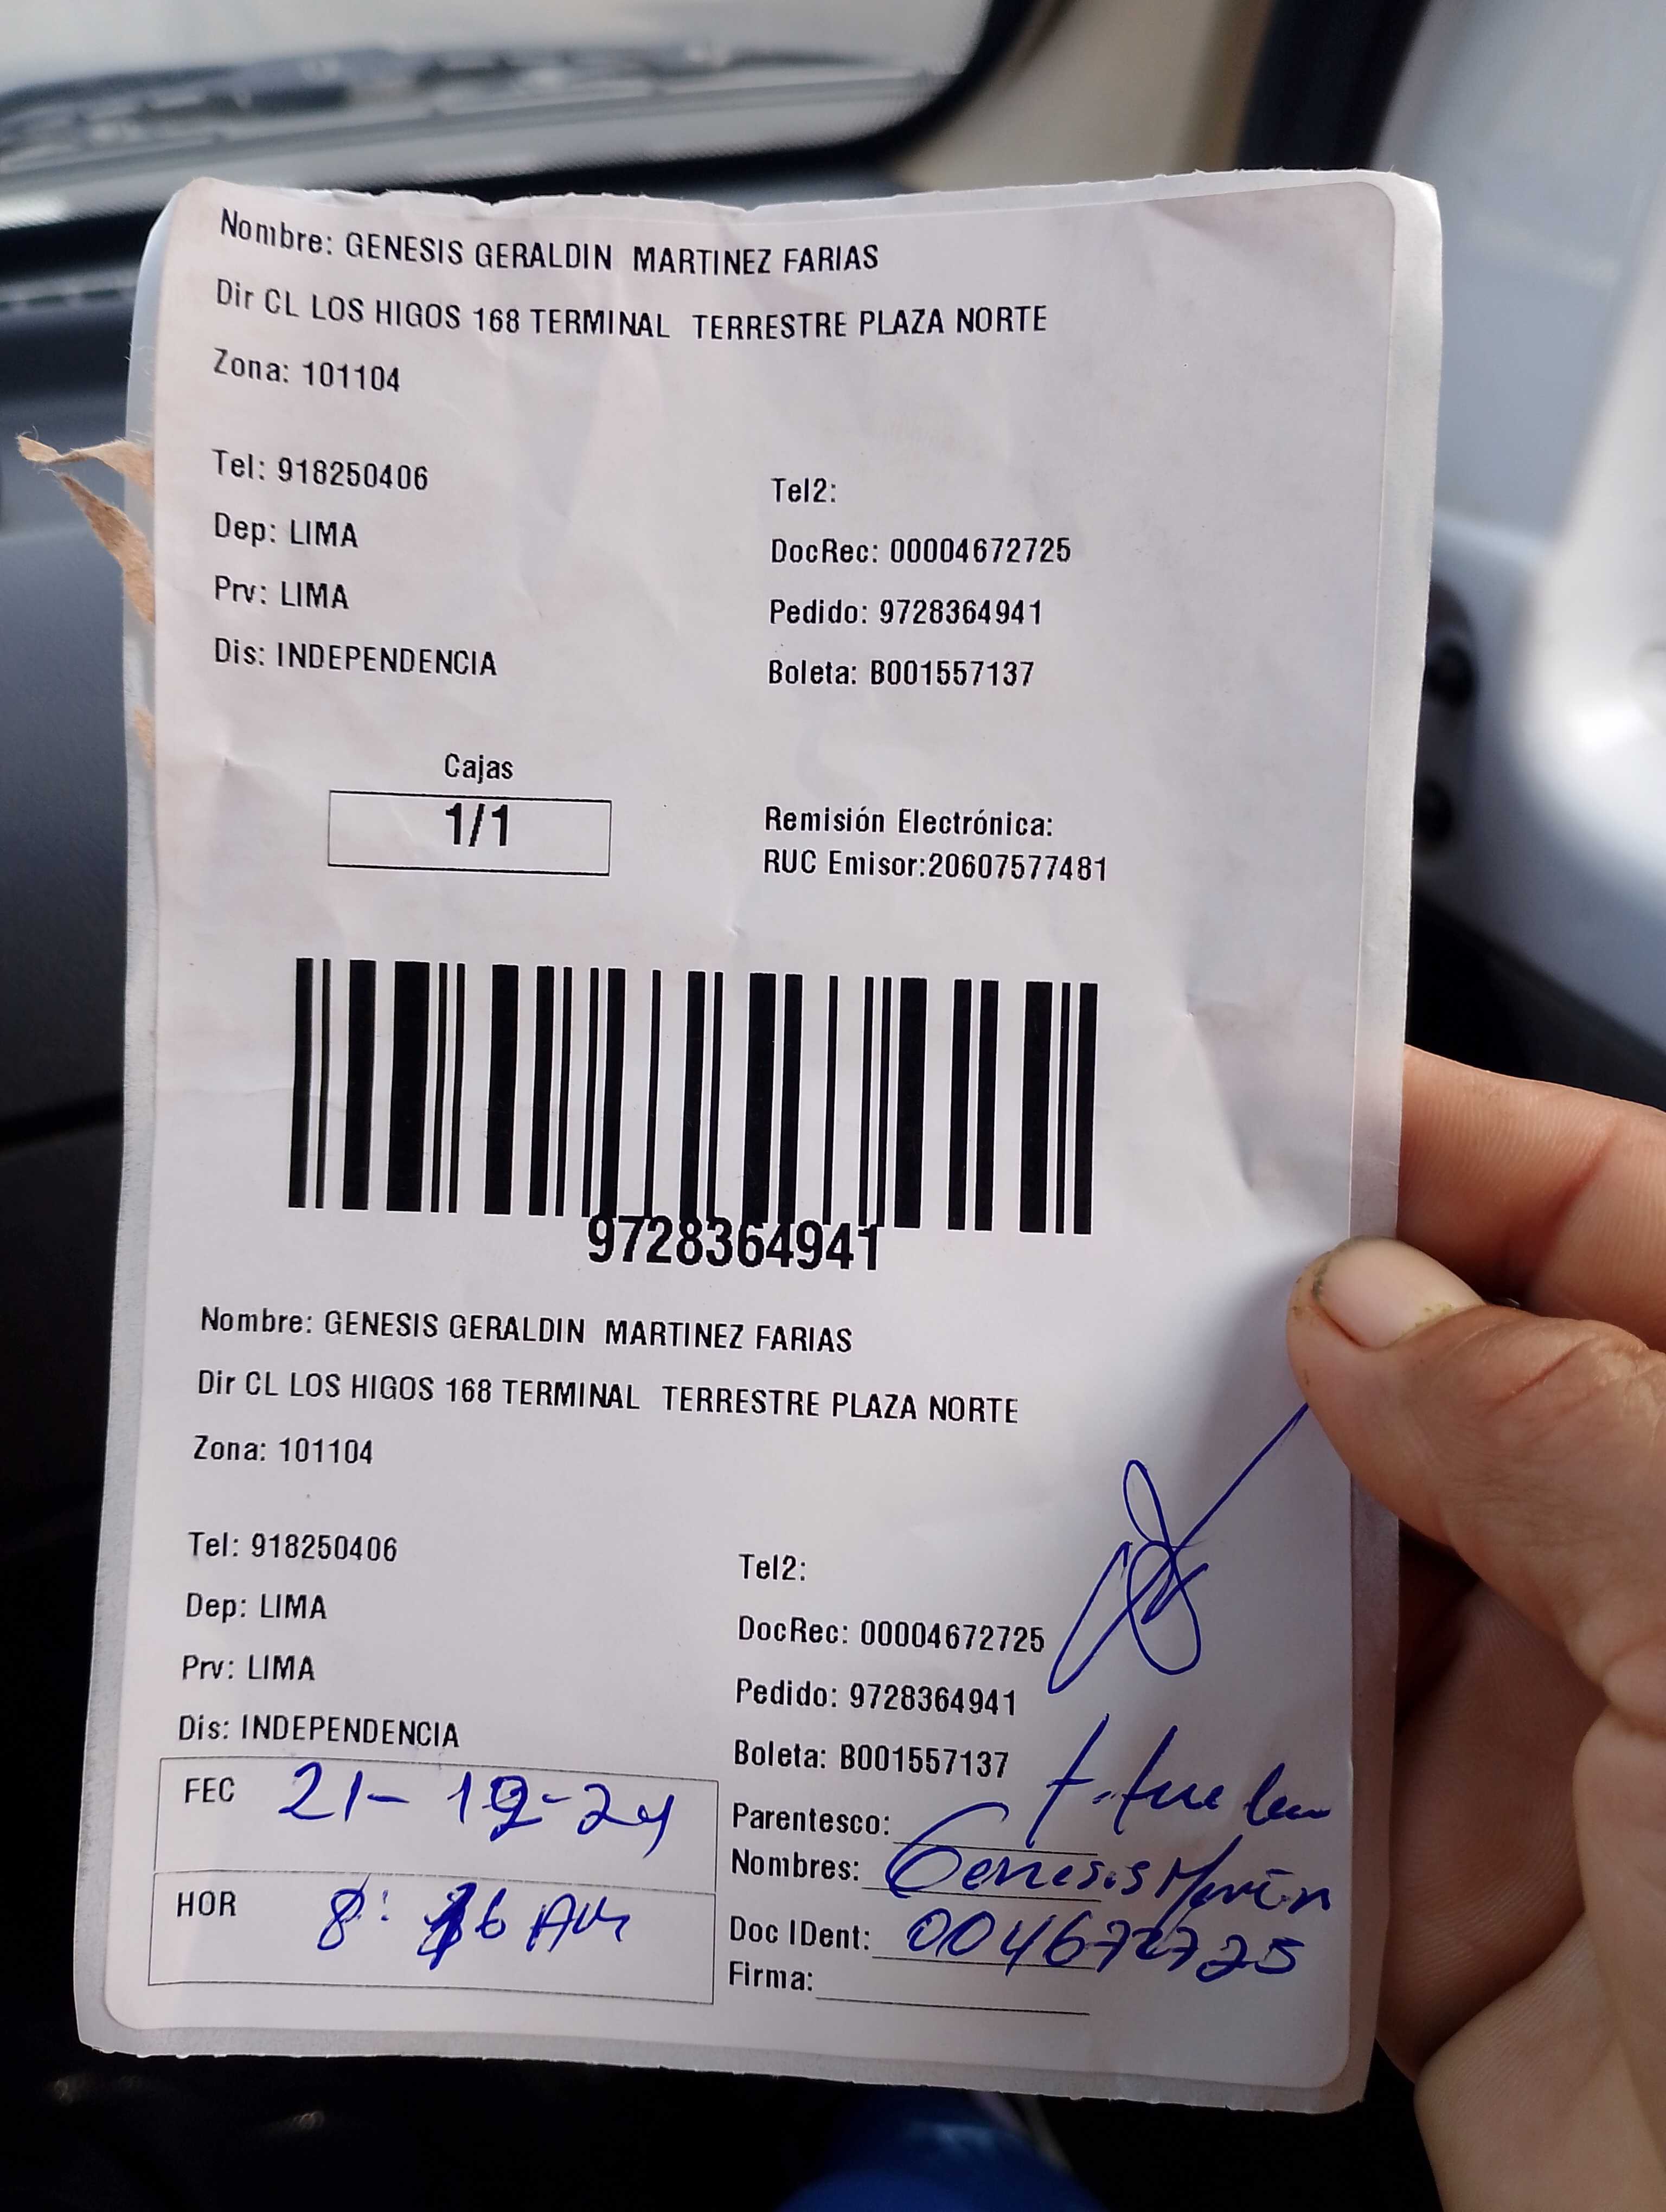 Nombre: GENESIS GERALDIN MARTINEZ FARIAS
Dir CL LOS HIGOS 168 TERMINAL TERRESTRE PLAZA NORTE
Zona: 101104
Tel: 918250406 Tel2:
Dep: LIMA DocRec: 00004672725
Prv: LIMA Pedido: 9728364941
Dis: INDEPENDENCIA Boleta: B001557137
Cajas
1/1
Remisión Electrónica:
RUC Emisor:20607577481
9728364941
Nombre: GENESIS GERALDIN MARTINEZ FARIAS
Dir CL LOS HIGOS 168 TERMINAL TERRESTRE PLAZA NORTE
Zona: 101104
Tel: 918250406 Tel2:
Dep: LIMA DocRec: 00004672725
Prv: LIMA Pedido: 9728364941
Dis: INDEPENDENCIA Boleta: B001557137
FEC 21-12-24
HOR 8: AM
Parentesco:
Nombres: Genesis
Doc IDent: 004672725
Firma: